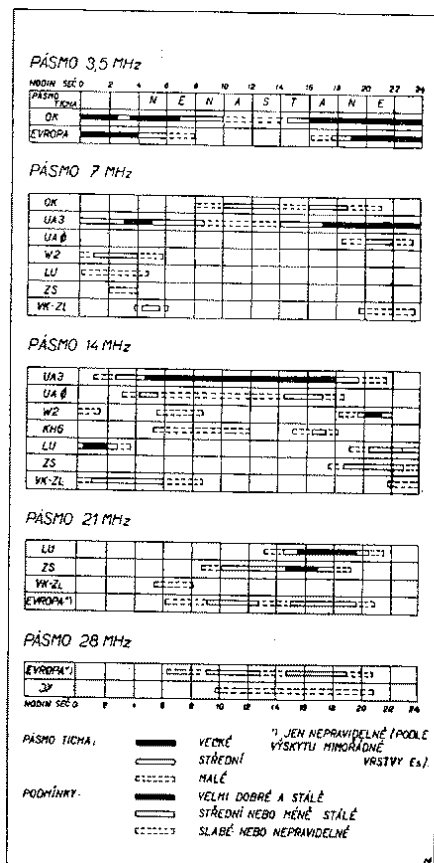 PÁSMO 3,5 MHz
HODIN SEČ 0 2 4 6 8 10 12 14 16 18 20 22 24
PÁSMO TICHA N E N A S T A N E
OK
EVROPA
PÁSMO 7 MHz
OK
UA3
UAØ
W2
LU
ZS
VK-ZL
PÁSMO 14 MHz
UA3
UAØ
W2
KH6
LU
ZS
VK-ZL
PÁSMO 21 MHz
LU
ZS
VK-ZL
EVROPA*)
PÁSMO 28 MHz
EVROPA*)
HODIN SEČ 0 2 4 6 8 10 12 14 16 18 20 22 24
PÁSMO TICHA: VELKÉ
STŘEDNÍ
MALÉ
PODMÍNKY: VELMI DOBRÉ A STÁLÉ
STŘEDNÍ NEBO MÉNĚ STÁLÉ
SLABÉ NEBO NEPRAVIDELNÉ
*) JEN NEPRAVIDELNĚ (PODLE
VÝSKYTU MIMOŘÁDNÉ
VRSTVY Es).